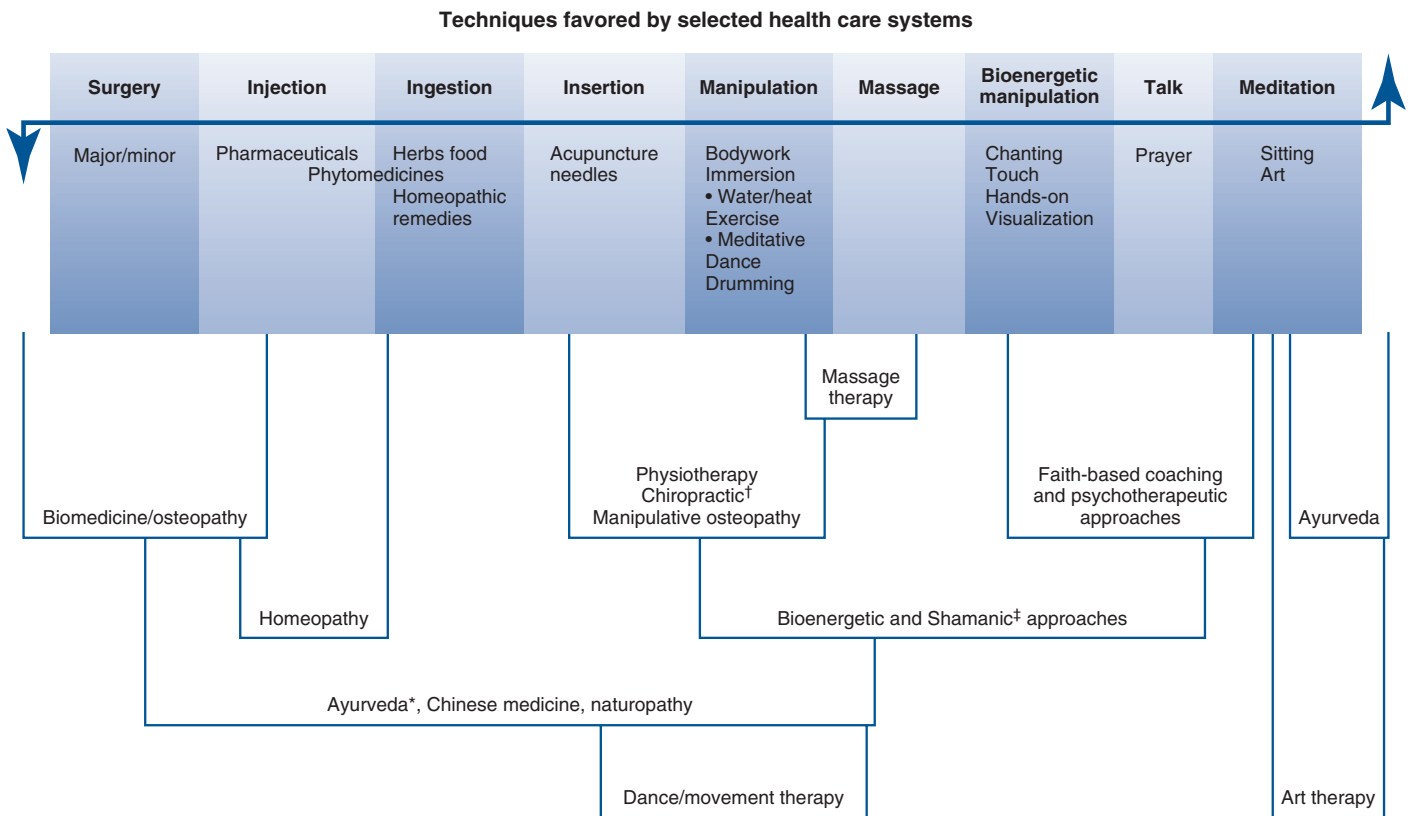 Techniques favored by selected health care systems
Surgery
Injection
Ingestion
Insertion
Manipulation
Massage
Bioenergetic
manipulation
Talk
Meditation
Major/minor
Pharmaceuticals
Phytomedicines
Herbs food
Homeopathic
remedies
Acupuncture
needles
Bodywork
Immersion
• Water/heat
Exercise
• Meditative
Dance
Drumming
Chanting
Touch
Hands-on
Visualization
Prayer
Sitting
Art
Massage
therapy
Biomedicine/osteopathy
Physiotherapy
Chiropractic†
Manipulative osteopathy
Faith-based coaching
and psychotherapeutic
approaches
Ayurveda
Homeopathy
Bioenergetic and Shamanic‡ approaches
Ayurveda*, Chinese medicine, naturopathy
Dance/movement therapy
Art therapy